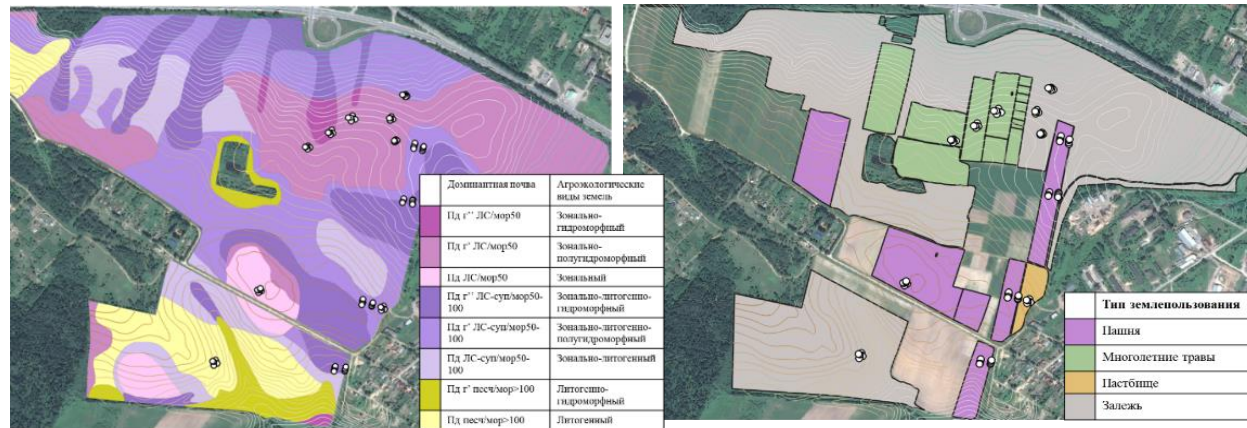 Доминантная почва
Агроэкологические
виды земель
Пд г'' ЛС/мор50
Зонально-
гидроморфный
Пд г' ЛС/мор50
Зонально-
полугидроморфный
Пд ЛС/мор50
Зональный
Пд г'' ЛС-суп/мор50-
100
Зонально-литогенно-
гидроморфный
Пд г' ЛС-суп/мор50-
100
Зонально-литогенно-
полугидроморфный
Пд ЛС-суп/мор50-
100
Зонально-литогенный
Пд г' песч/мор>100
Литогенно-
гидроморфный
Пд песч/мор>100
Литогенный
Тип землепользования
Пашня
Многолетние травы
Пастбище
Залежь